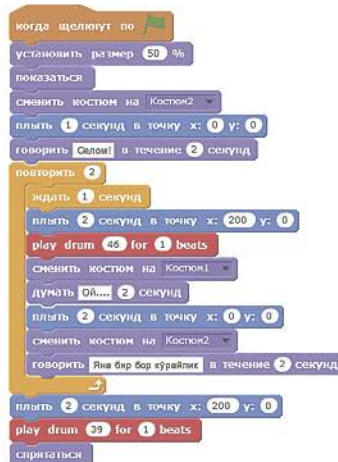 когда щелкнут по
установить размер 50 %
показаться
сменить костюм на Костюм2
плыть 1 секунд в точку x: 0 y: 0
говорить Салом! в течение 2 секунд
повторить 2
ждать 1 секунд
плыть 2 секунд в точку x: 200 y: 0
play drum 46 for 1 beats
сменить костюм на Костюм1
думать Ой.... 2 секунд
плыть 2 секунд в точку x: 0 y: 0
сменить костюм на Костюм2
говорить Яна бир бор кўрайлик в течение 2 секунд
плыть 2 секунд в точку x: 200 y: 0
play drum 39 for 1 beats
спрятаться